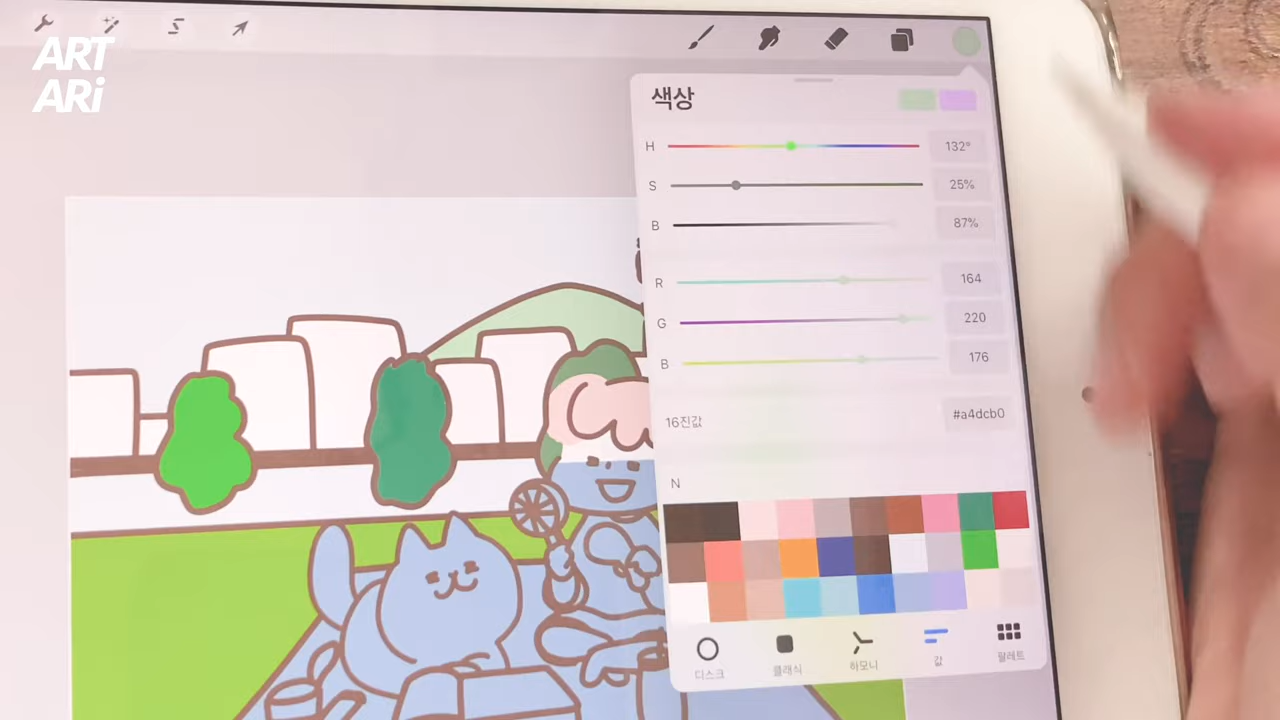 ART
ARi
색상
H 132°
S 25%
B 87%
R 164
G 220
B 176
16진값 #a4dcb0
N
디스크 클래식 하모니 값 팔레트